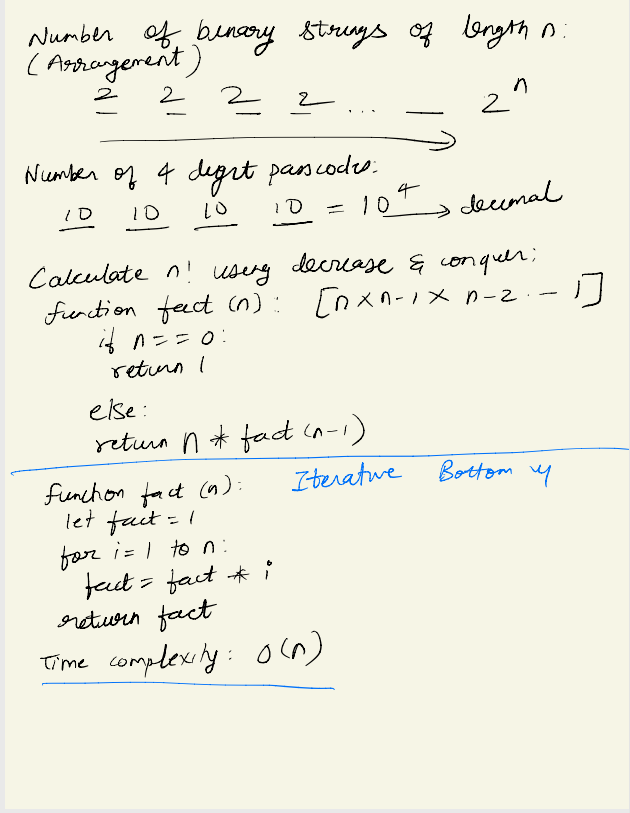 Number of binary strings of length n:
(Arrangement)
2 2 2 2 ... __ 2^n
Number of 4 digit passcodes:
10 10 10 10 = 10^4 → decimal
Calculate n! using decrease & conquer:
function fact (n): [n x n-1 x n-2 .. - 1]
if n == 0:
return 1
else:
return n * fact (n-1)
function fact (n): Iterative Bottom up
let fact = 1
for i = 1 to n:
fact = fact * i
return fact
Time complexity: O(n)